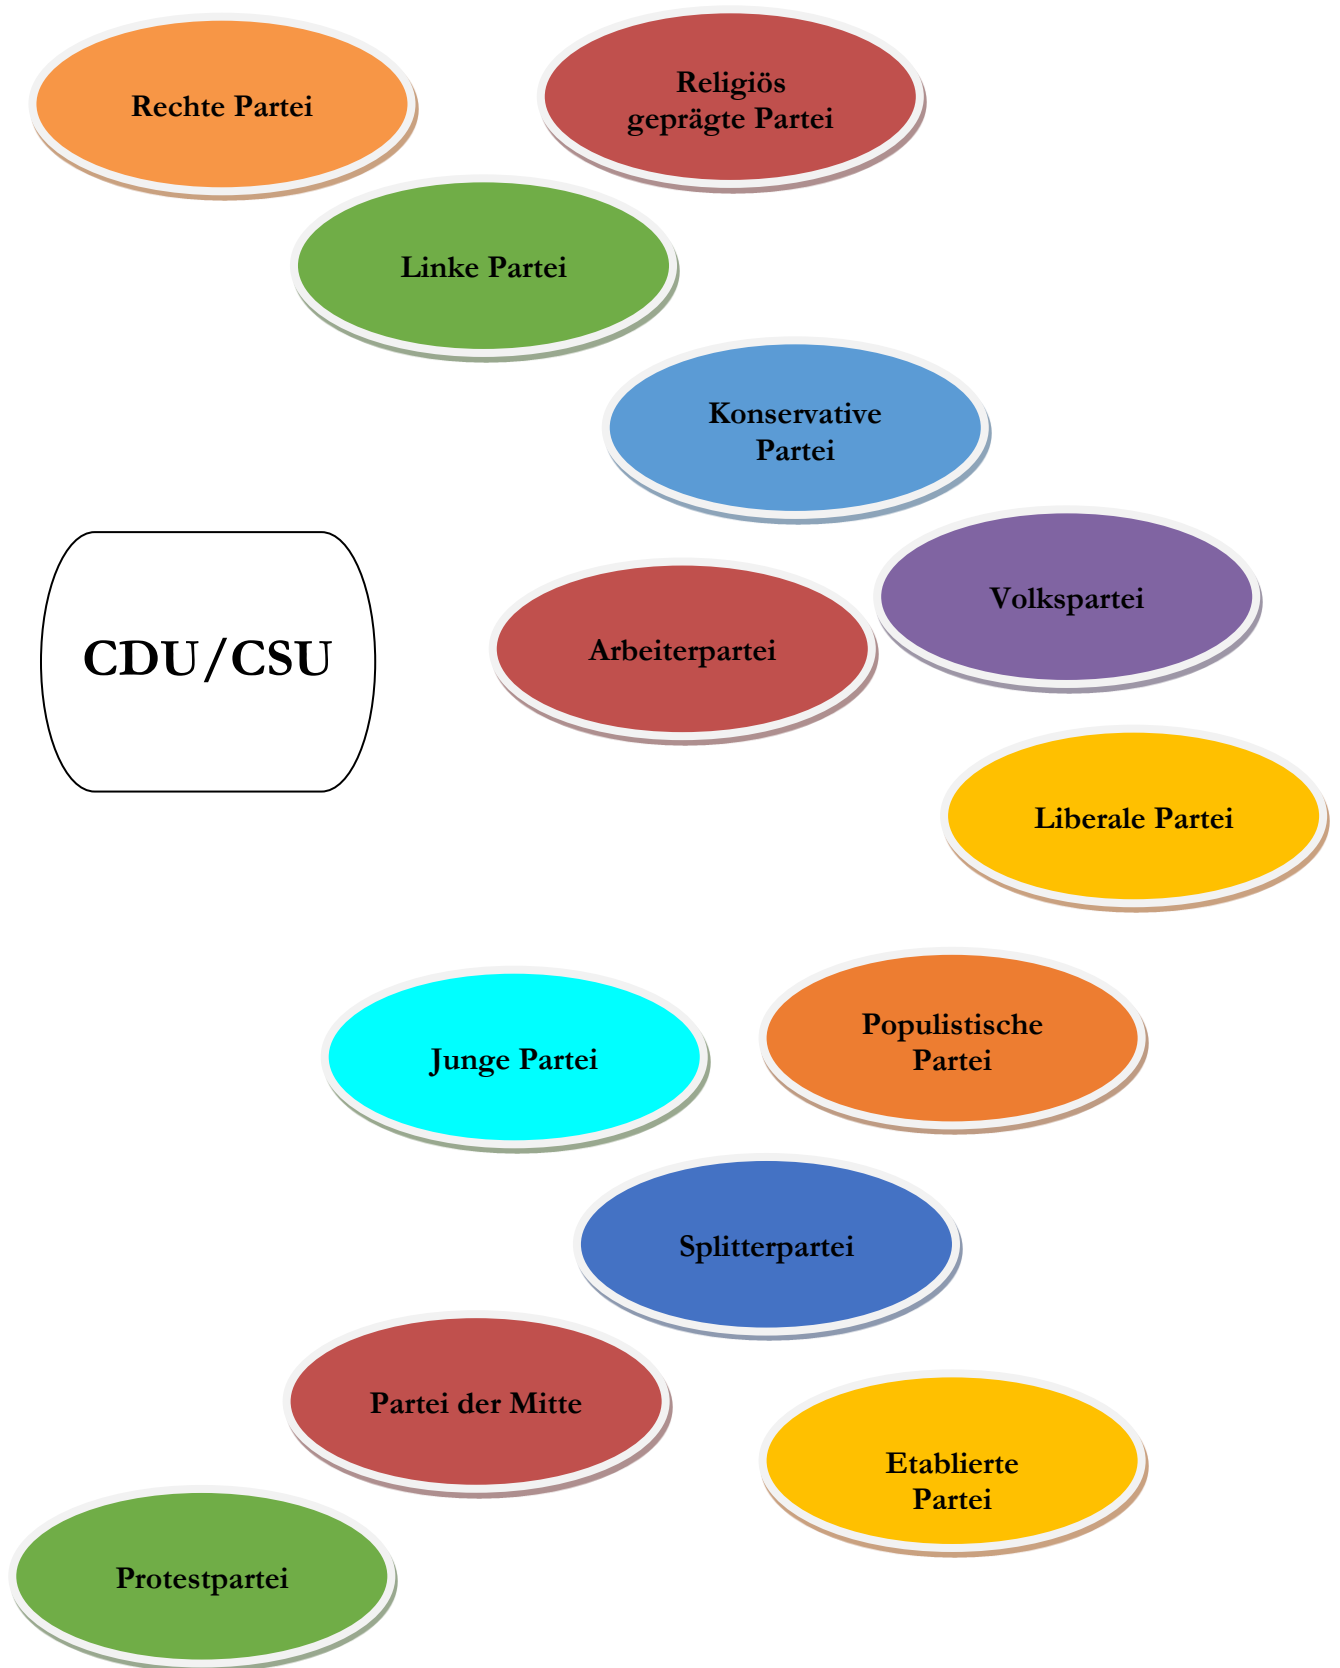 Rechte Partei
Religiös
geprägte Partei
Linke Partei
Konservative
Partei
Volkspartei
CDU/CSU
Arbeiterpartei
Liberale Partei
Populistische
Partei
Junge Partei
Splitterpartei
Partei der Mitte
Etablierte
Partei
Protestpartei